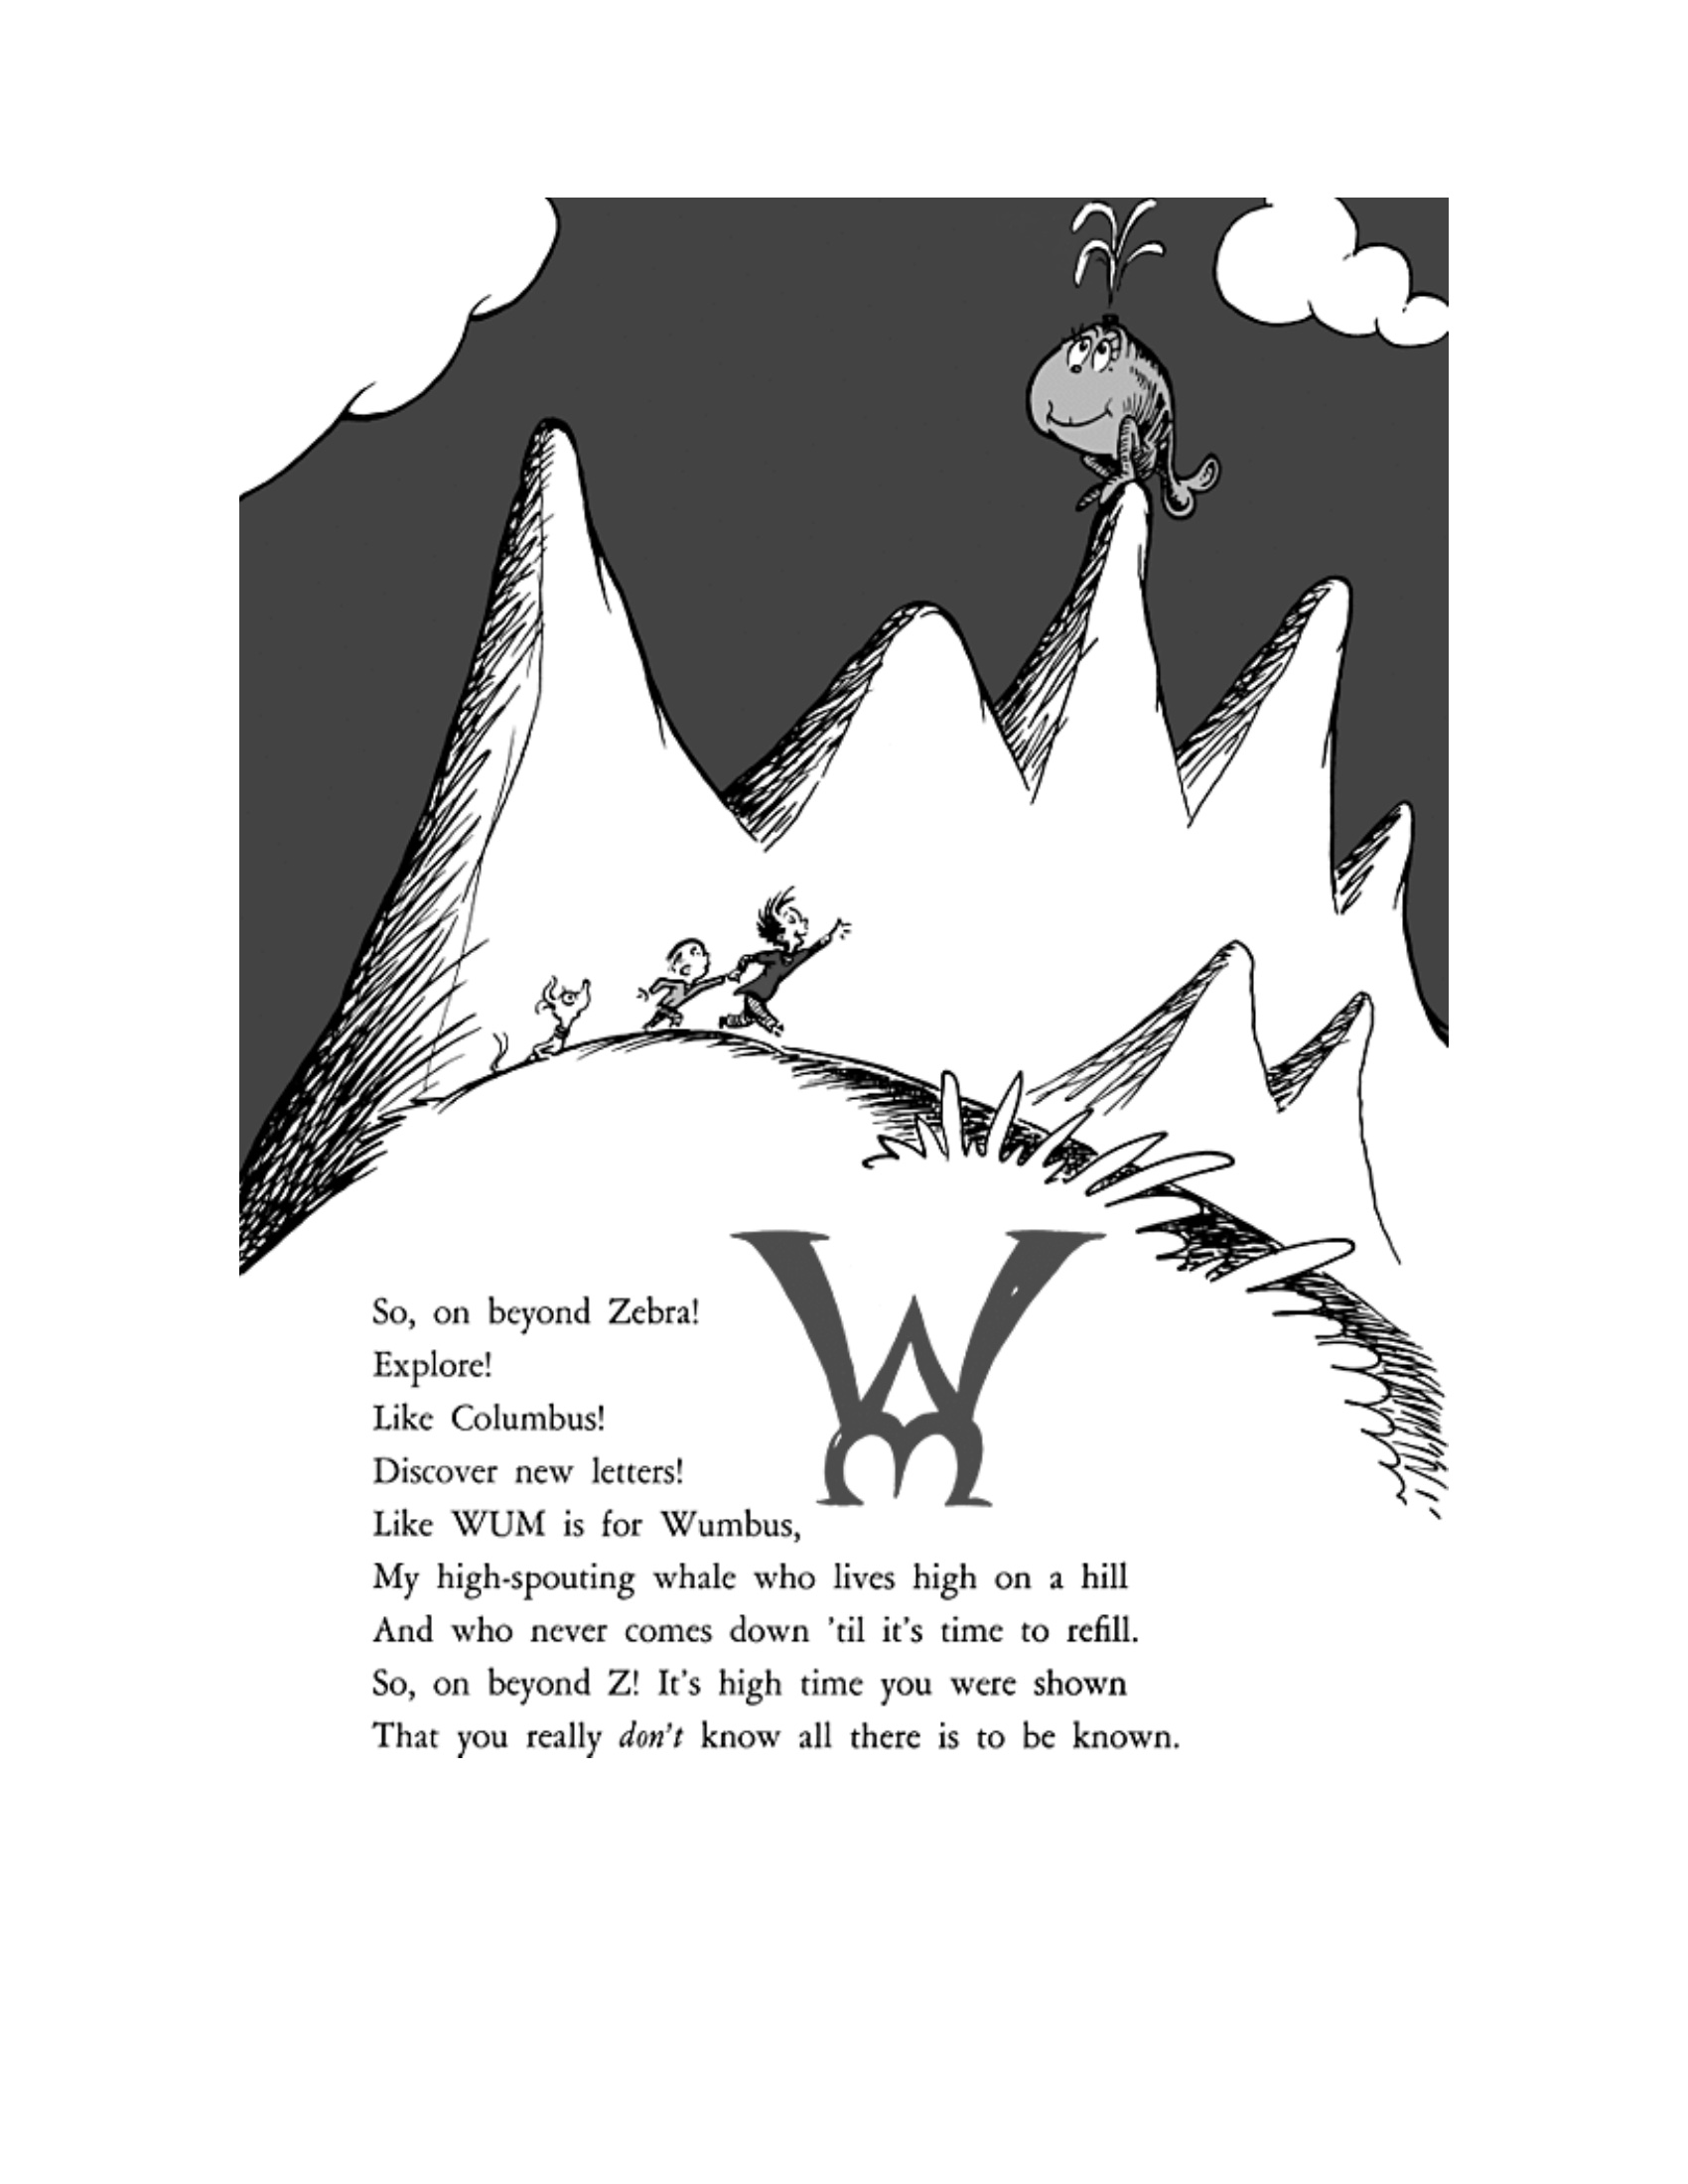 So, on beyond Zebra!
Explore!
Like Columbus!
Discover new letters!
Like WUM is for Wumbus,
My high-spouting whale who lives high on a hill
And who never comes down 'til it's time to refill.
So, on beyond Z! It's high time you were shown
That you really don't know all there is to be known.